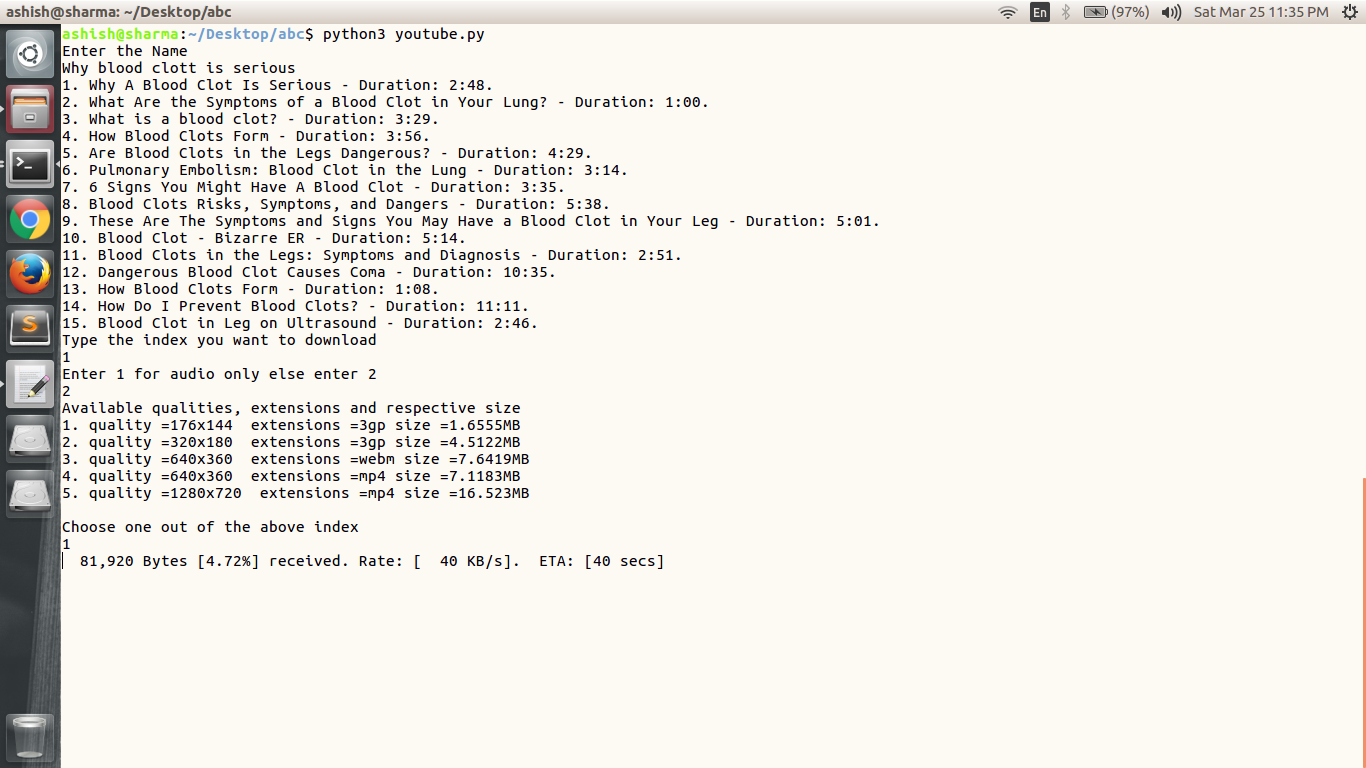 ashish@sharma: ~/Desktop/abc En (97%) Sat Mar 25 11:35 PM
ashish@sharma:~/Desktop/abc$ python3 youtube.py
Enter the Name
Why blood clott is serious
1. Why A Blood Clot Is Serious - Duration: 2:48.
2. What Are the Symptoms of a Blood Clot in Your Lung? - Duration: 1:00.
3. What is a blood clot? - Duration: 3:29.
4. How Blood Clots Form - Duration: 3:56.
5. Are Blood Clots in the Legs Dangerous? - Duration: 4:29.
6. Pulmonary Embolism: Blood Clot in the Lung - Duration: 3:14.
7. 6 Signs You Might Have A Blood Clot - Duration: 3:35.
8. Blood Clots Risks, Symptoms, and Dangers - Duration: 5:38.
9. These Are The Symptoms and Signs You May Have a Blood Clot in Your Leg - Duration: 5:01.
10. Blood Clot - Bizarre ER - Duration: 5:14.
11. Blood Clots in the Legs: Symptoms and Diagnosis - Duration: 2:51.
12. Dangerous Blood Clot Causes Coma - Duration: 10:35.
13. How Blood Clots Form - Duration: 1:08.
14. How Do I Prevent Blood Clots? - Duration: 11:11.
15. Blood Clot in Leg on Ultrasound - Duration: 2:46.
Type the index you want to download
1
Enter 1 for audio only else enter 2
2
Available qualities, extensions and respective size
1. quality =176x144  extensions =3gp size =1.6555MB
2. quality =320x180  extensions =3gp size =4.5122MB
3. quality =640x360  extensions =webm size =7.6419MB
4. quality =640x360  extensions =mp4 size =7.1183MB
5. quality =1280x720  extensions =mp4 size =16.523MB
Choose one out of the above index
1
81,920 Bytes [4.72%] received. Rate: [  40 KB/s].  ETA: [40 secs]